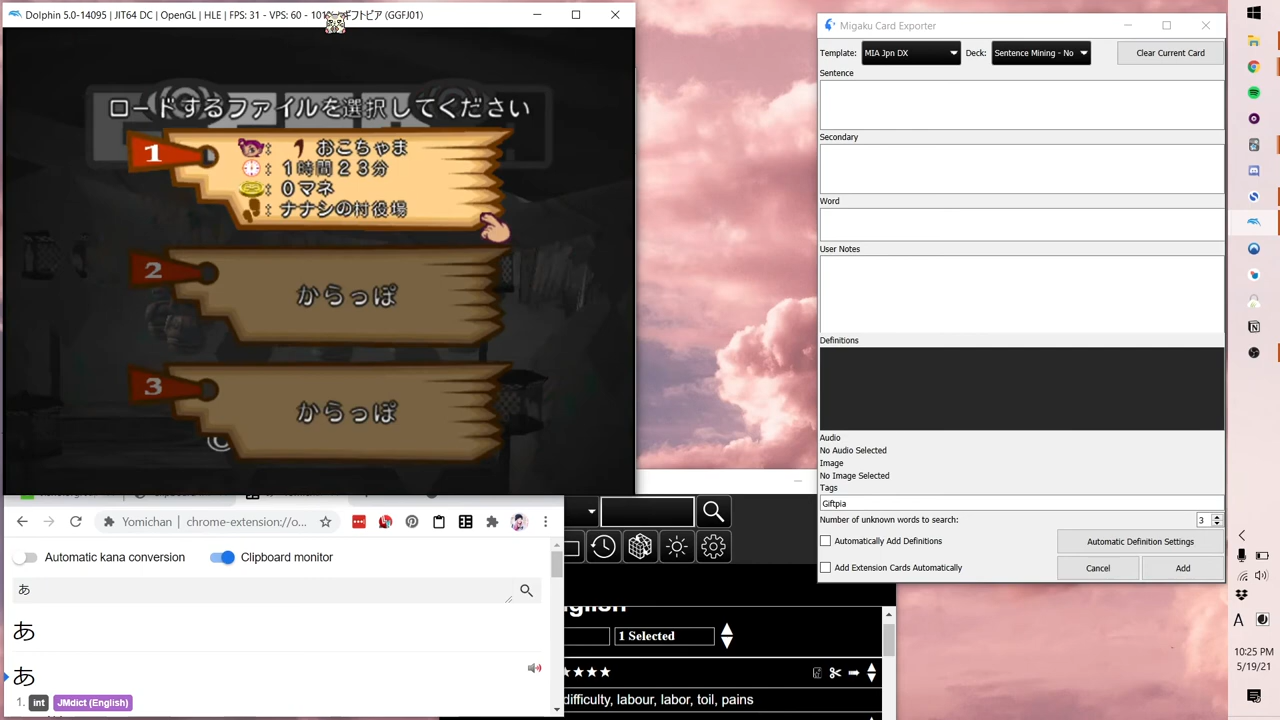 Dolphin 5.0-14095 | JIT64 DC | OpenGL | HLE | FPS: 31 - VPS: 60 - 101% ギフトピア (GGFJ01)
ロードするファイルを選択してください
1
: おこちゃま
: 1時間23分
: 0マネ
: ナナシの村役場
2
からっぽ
3
からっぽ
Yomichan | chrome-extension://o...
Automatic kana conversion
Clipboard monitor
あ
あ
あ
1. int JMdict (English)
1 Selected
★★★★
difficulty, labour, labor, toil, pains
Migaku Card Exporter
Template: MIA Jpn DX Deck: Sentence Mining - No Clear Current Card
Sentence
Secondary
Word
User Notes
Definitions
Audio
No Audio Selected
Image
No Image Selected
Tags
Giftpia
Number of unknown words to search: 3
Automatically Add Definitions
Automatic Definition Settings
Add Extension Cards Automatically
Cancel
Add
A
10:25 PM
5/19/21